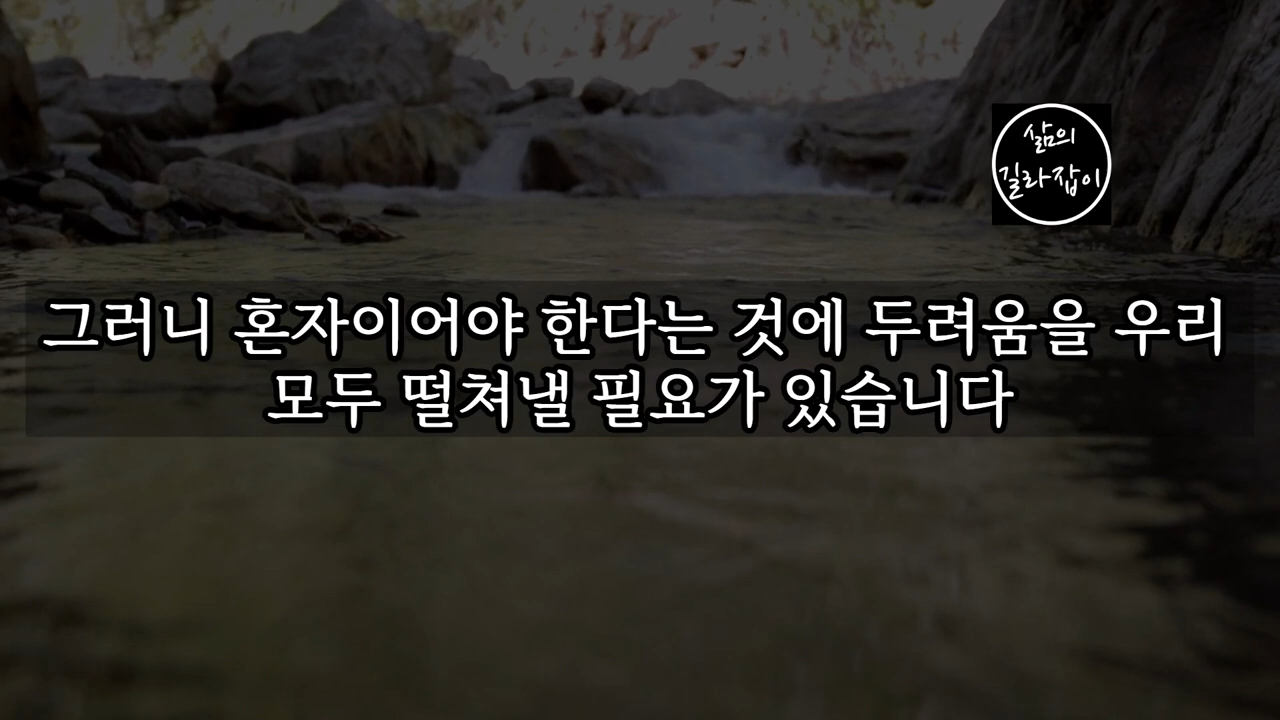 삶의
길라잡이
그러니 혼자이어야 한다는 것에 두려움을 우리
모두 떨쳐낼 필요가 있습니다